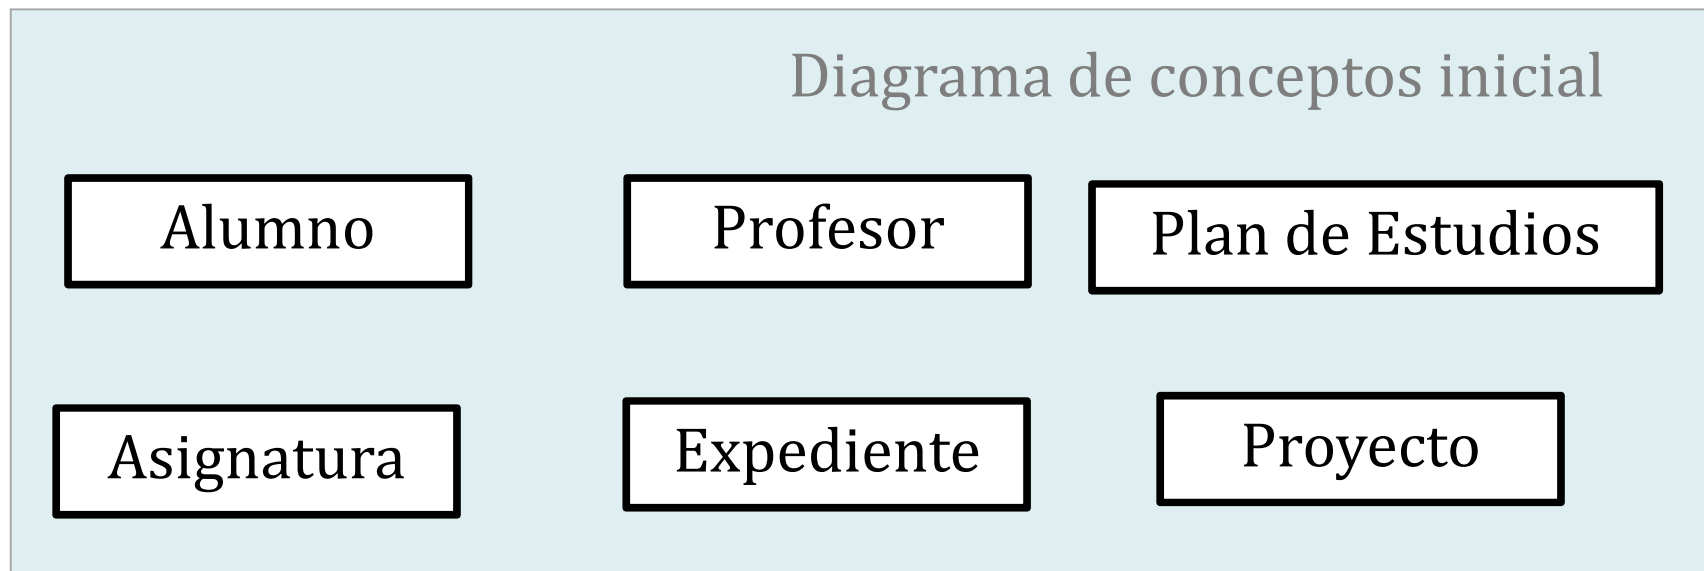 Diagrama de conceptos inicial
Alumno
Profesor
Plan de Estudios
Asignatura
Expediente
Proyecto